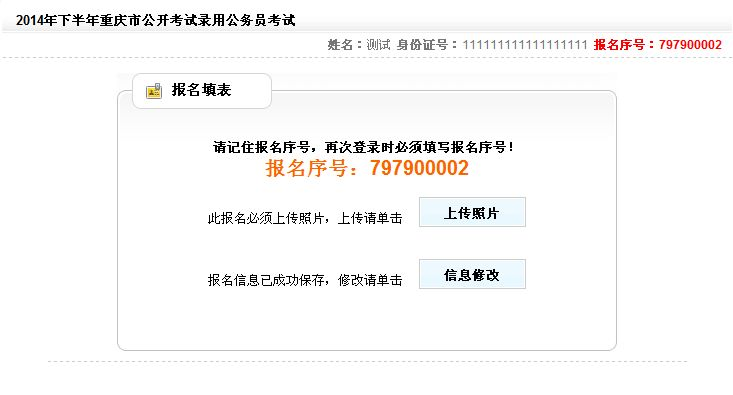 2014年下半年重庆市公开考试录用公务员考试
姓名：测试 身份证号：111111111111111111 报名序号：797900002
报名填表
请记住报名序号，再次登录时必须填写报名序号！
报名序号：797900002
此报名必须上传照片，上传请单击 上传照片
报名信息已成功保存，修改请单击 信息修改